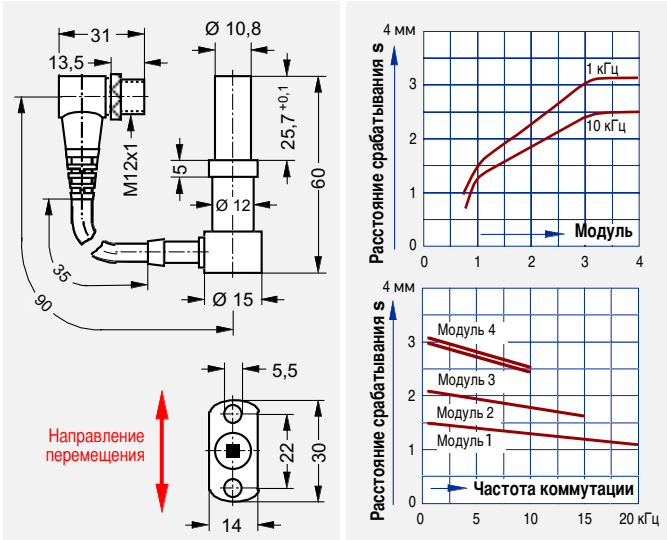 31
13,5
M12x1
35
90
Ø 10,8
25,7 +0,1
5
60
Ø 12
Ø 15
5,5
22
30
14
Направление
перемещения
4 мм
3
2
1
0
Расстояние срабатывания s
1 кГц
10 кГц
Модуль
0 1 2 3 4
4 мм
3
2
1
0
Расстояние срабатывания s
Модуль 4
Модуль 3
Модуль 2
Модуль1
Частота коммутации
0 5 10 15 20 кГц